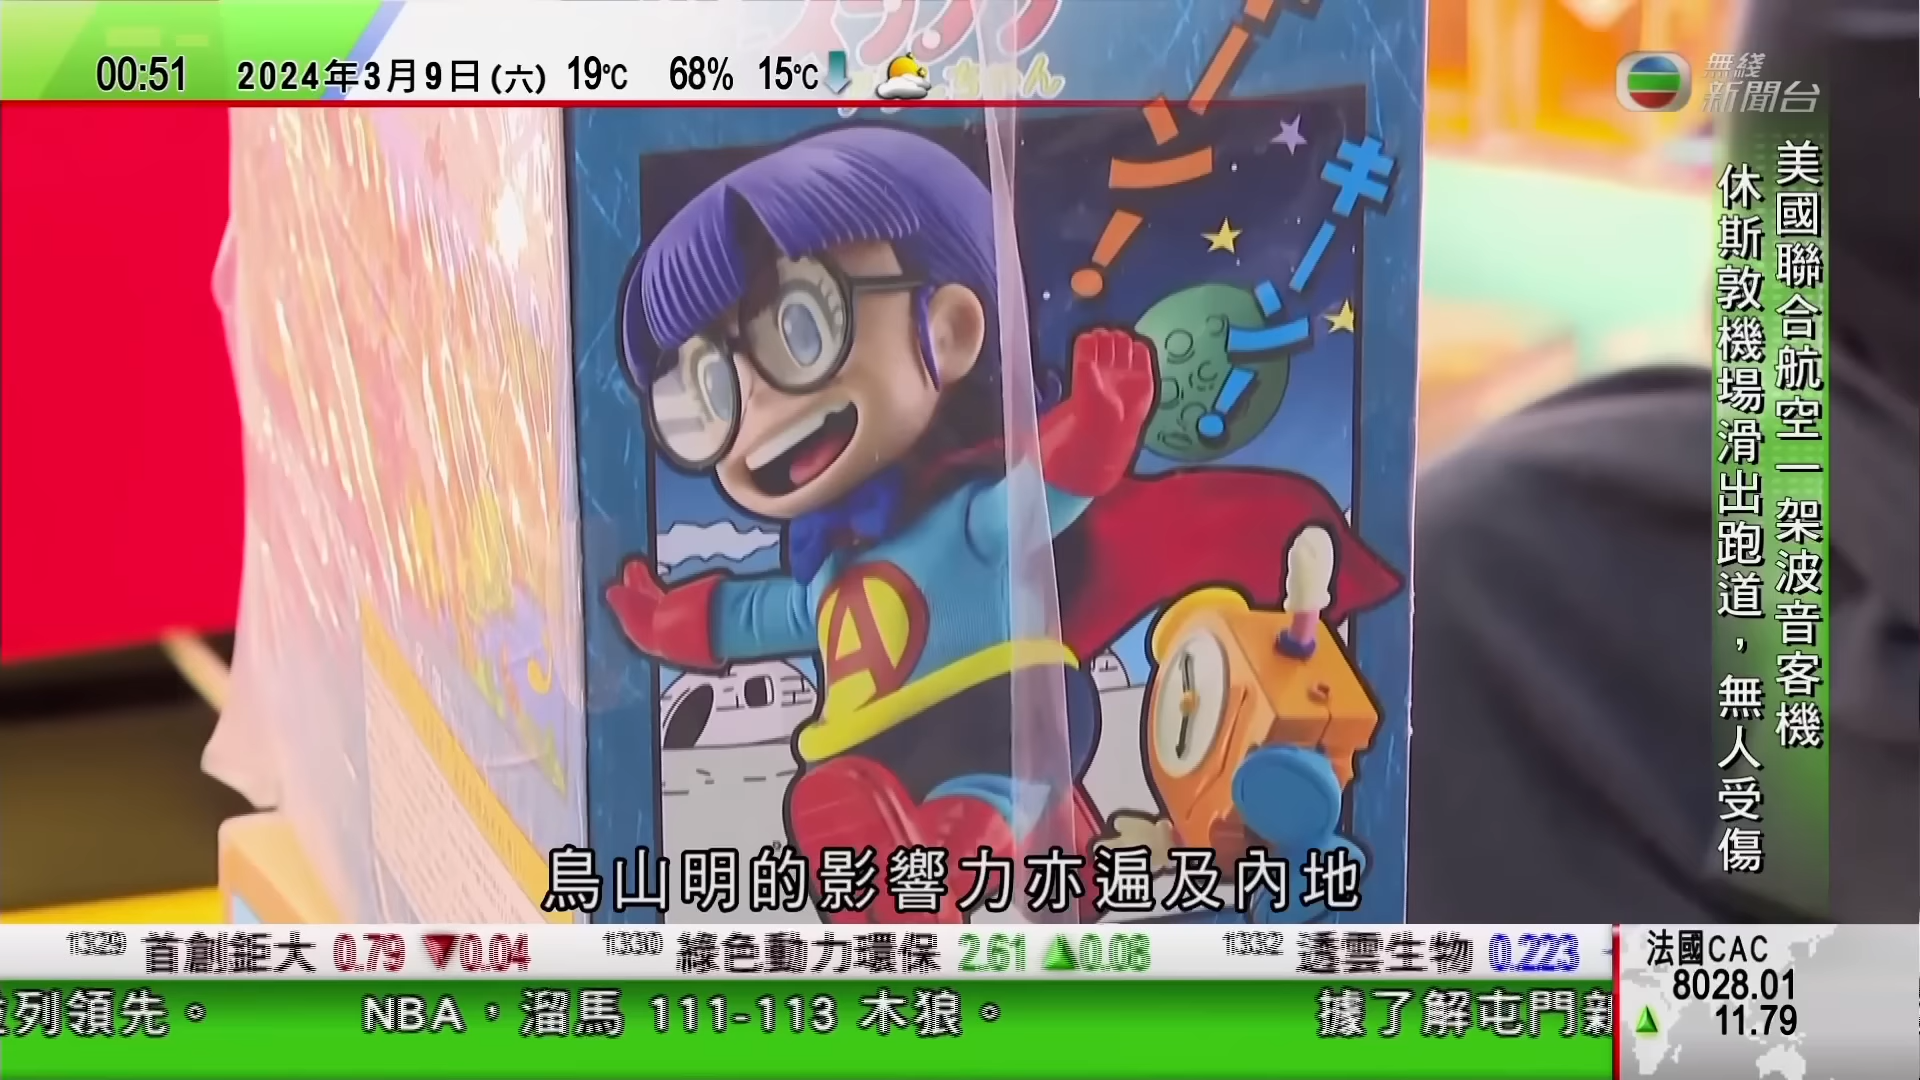 00:51 2024年3月9日(六) 19℃ 68% 15℃
無綫
新聞台
美國聯合航空一架波音客機
休斯敦機場滑出跑道，無人受傷
キーン！
A
鳥山明的影響力亦遍及內地
1329 首創鉅大 0.79 ▼0.04 1330 綠色動力環保 2.61 ▲0.08 1332 透雲生物 0.223
法國CAC
8028.01
▲ 11.79
列領先。 NBA，溜馬 111-113 木狼。 據了解屯門新